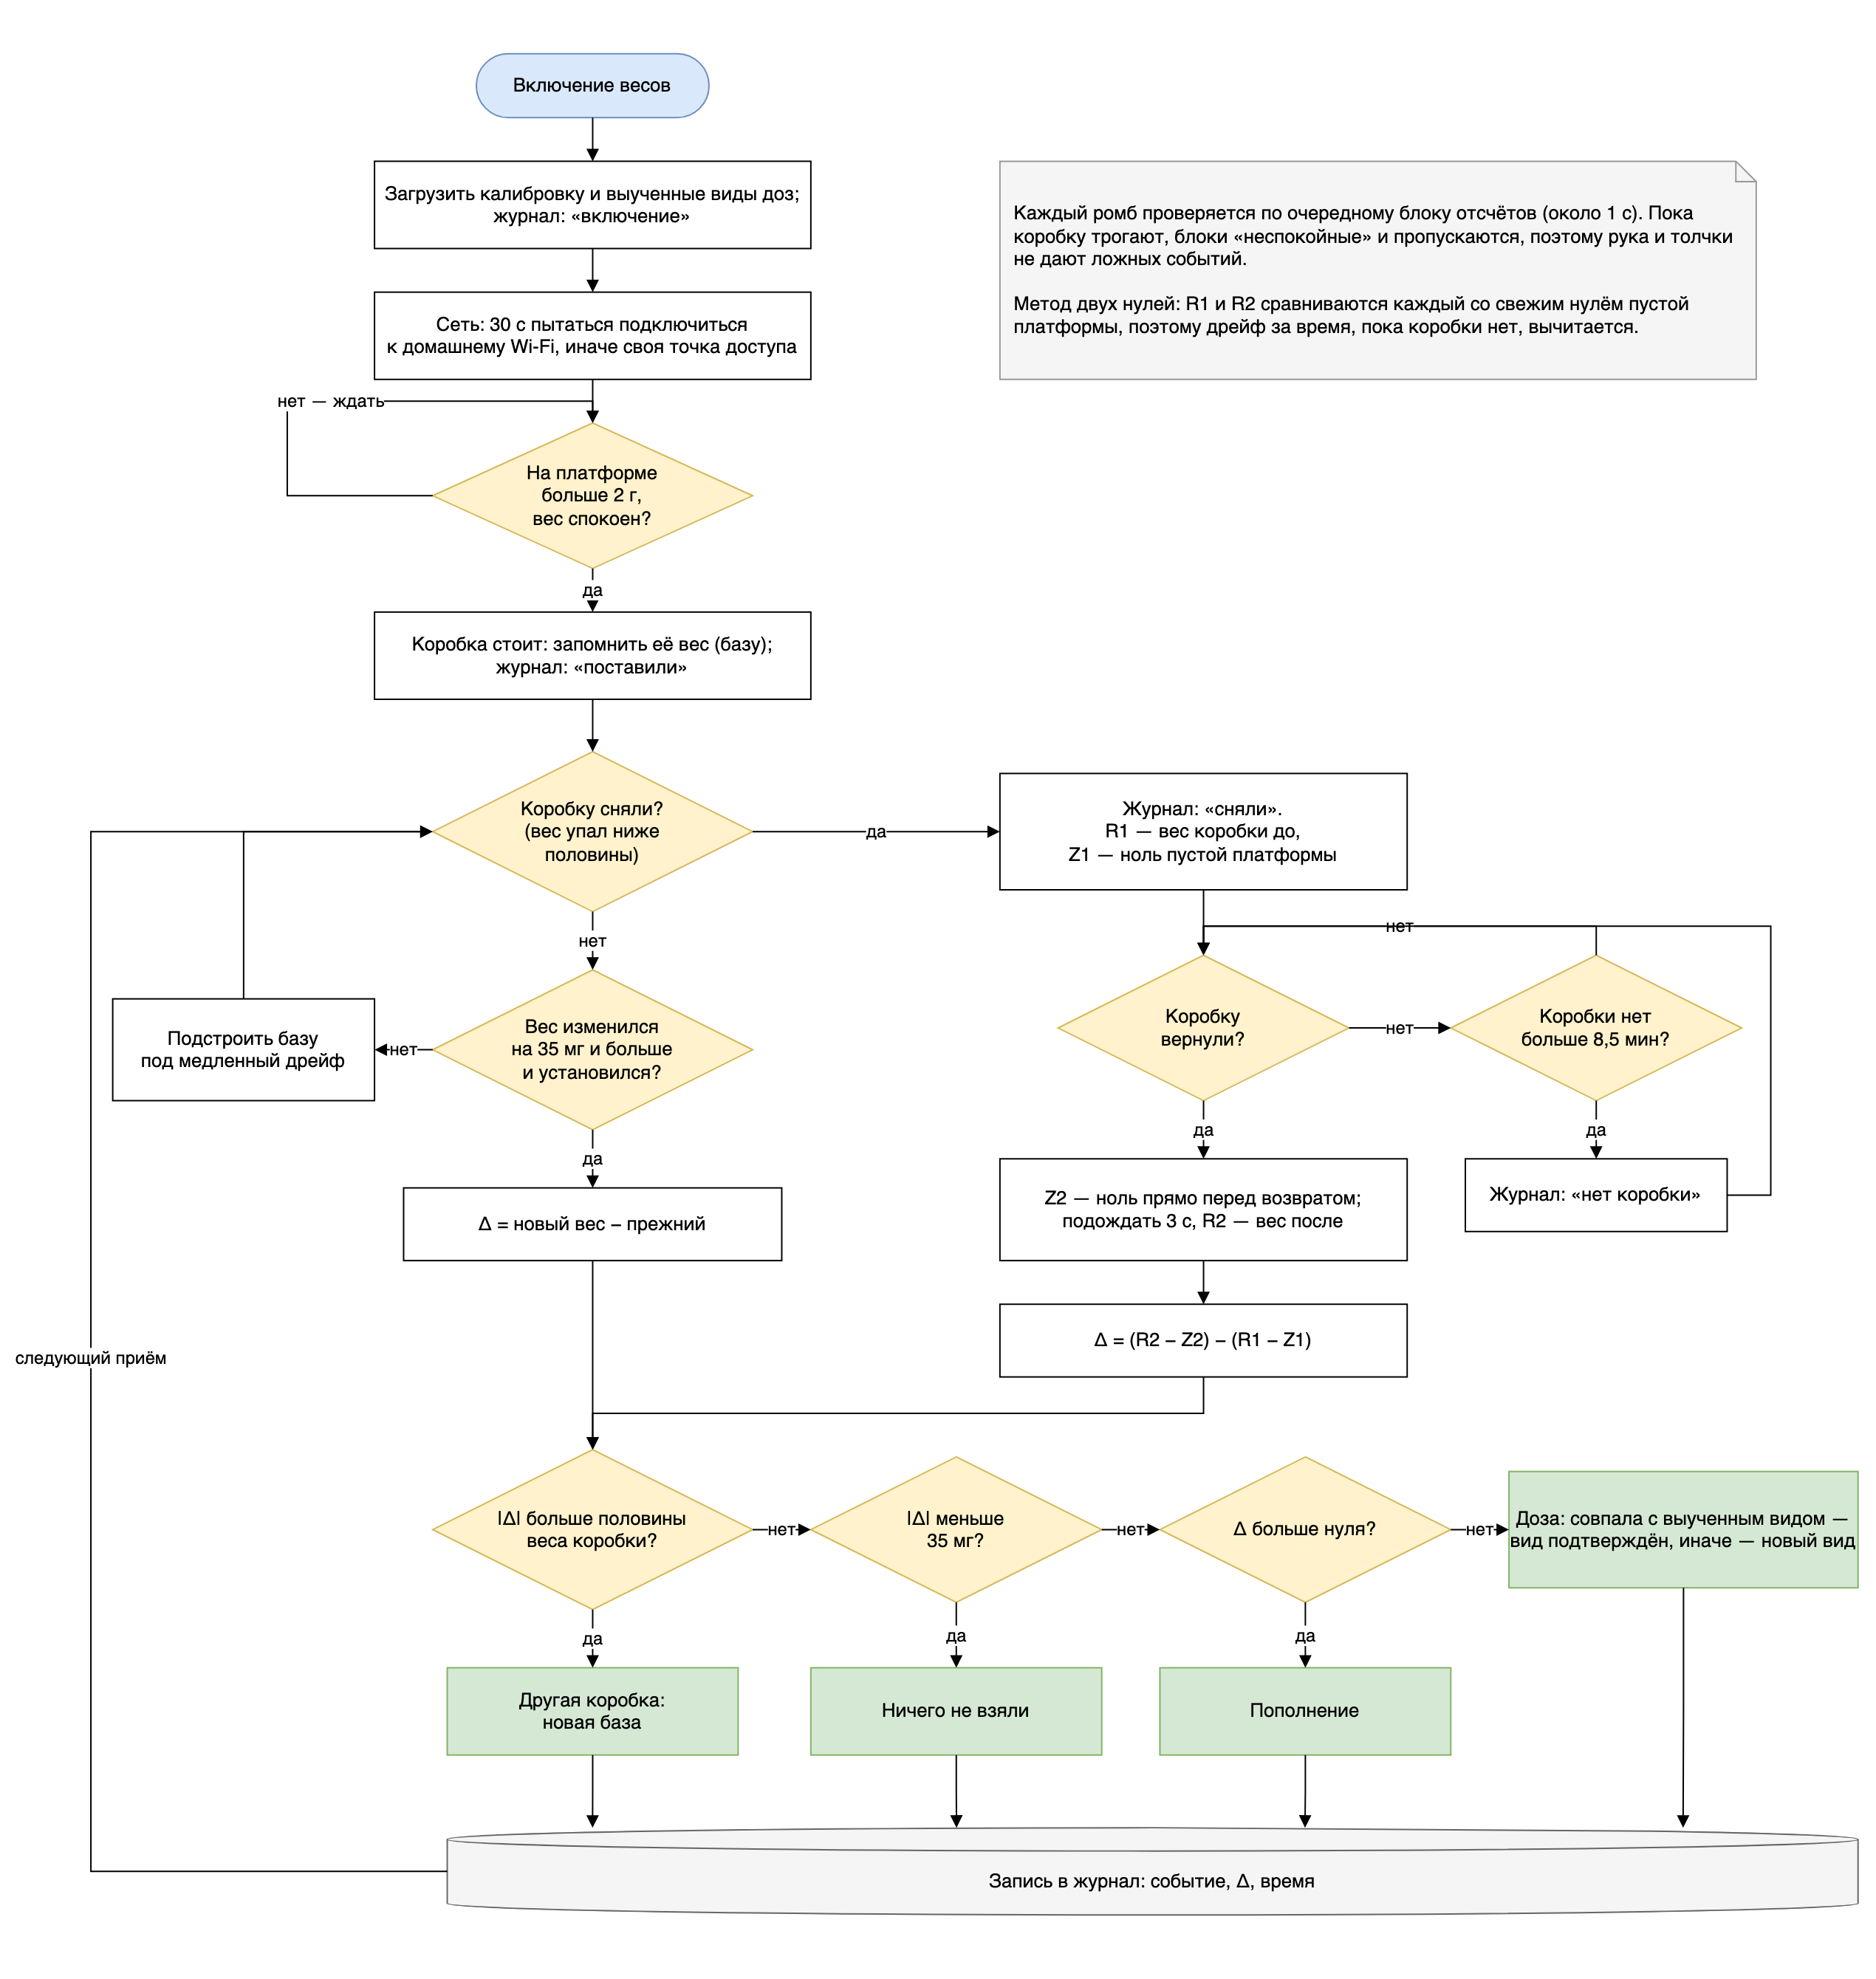 Включение весов
Загрузить калибровку и выученные виды доз;
журнал: «включение»
Каждый ромб проверяется по очередному блоку отсчётов (около 1 с). Пока
коробку трогают, блоки «неспокойные» и пропускаются, поэтому рука и толчки
не дают ложных событий.
Метод двух нулей: R1 и R2 сравниваются каждый со свежим нулём пустой
платформы, поэтому дрейф за время, пока коробки нет, вычитается.
Сеть: 30 с пытаться подключиться
к домашнему Wi-Fi, иначе своя точка доступа
нет — ждать
На платформе
больше 2 г,
вес спокоен?
да
Коробка стоит: запомнить её вес (базу);
журнал: «поставили»
Коробку сняли?
(вес упал ниже
половины)
да
Журнал: «сняли».
R1 — вес коробки до,
Z1 — ноль пустой платформы
нет
нет
Коробку
вернули?
нет
Коробки нет
больше 8,5 мин?
Вес изменился
на 35 мг и больше
и установился?
нет
Подстроить базу
под медленный дрейф
да
да
да
Z2 — ноль прямо перед возвратом;
подождать 3 с, R2 — вес после
Журнал: «нет коробки»
Δ = новый вес − прежний
Δ = (R2 − Z2) − (R1 − Z1)
следующий приём
|Δ| больше половины
веса коробки?
нет
|Δ| меньше
35 мг?
нет
Δ больше нуля?
нет
Доза: совпала с выученным видом —
вид подтверждён, иначе — новый вид
да
да
да
Другая коробка:
новая база
Ничего не взяли
Пополнение
Запись в журнал: событие, Δ, время